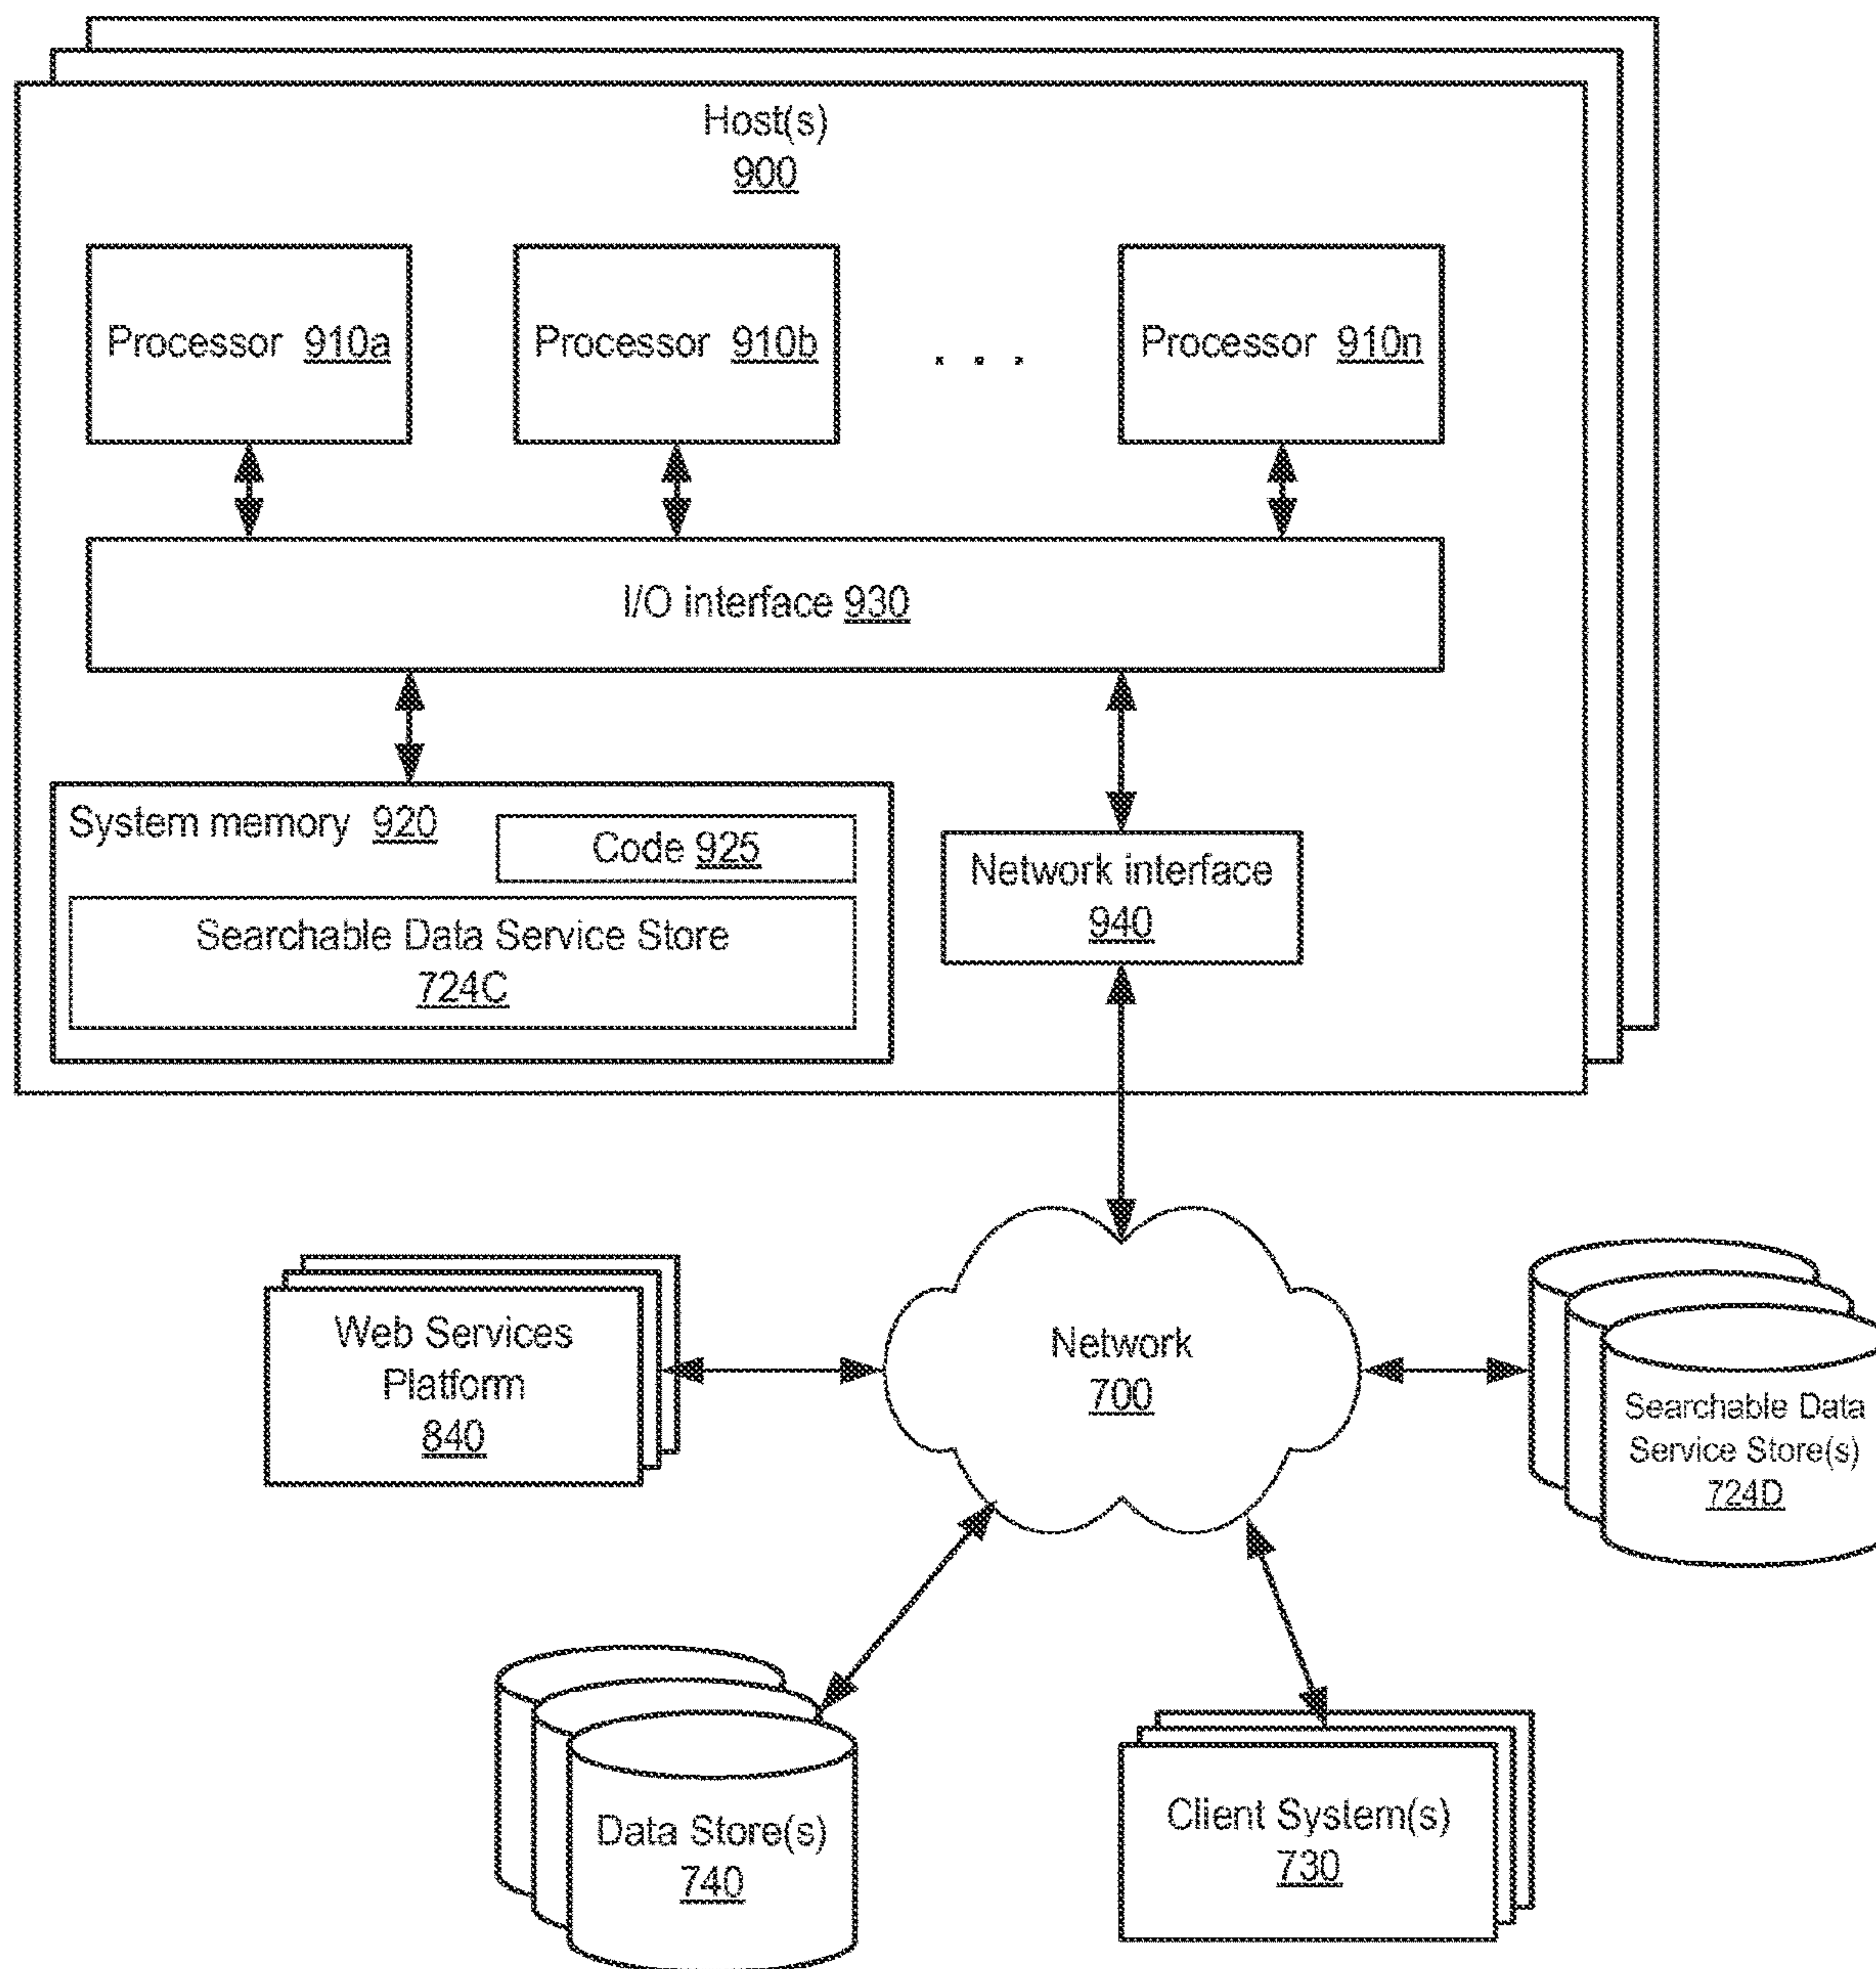 Host(s)
900
Processor 910a
Processor 910b
. . .
Processor 910n
I/O interface 930
System memory 920
Code 925
Searchable Data Service Store
724C
Network interface
940
Web Services
Platform
840
Network
700
Searchable Data
Service Store(s)
724D
Data Store(s)
740
Client System(s)
730